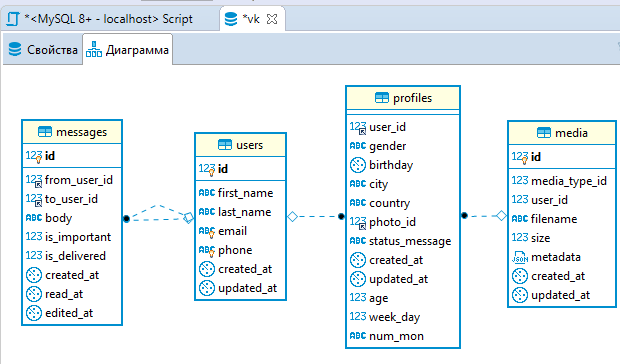 *<MySQL 8+ - localhost> Script
*vk
Свойства
Диаграмма
messages
123 id
123 from_user_id
123 to_user_id
ABC body
123 is_important
123 is_delivered
created_at
read_at
edited_at
users
123 id
ABC first_name
ABC last_name
ABC email
ABC phone
created_at
updated_at
profiles
123 user_id
ABC gender
birthday
ABC city
ABC country
123 photo_id
ABC status_message
created_at
updated_at
123 age
123 week_day
ABC num_mon
media
123 id
123 media_type_id
123 user_id
ABC filename
123 size
JSON metadata
created_at
updated_at